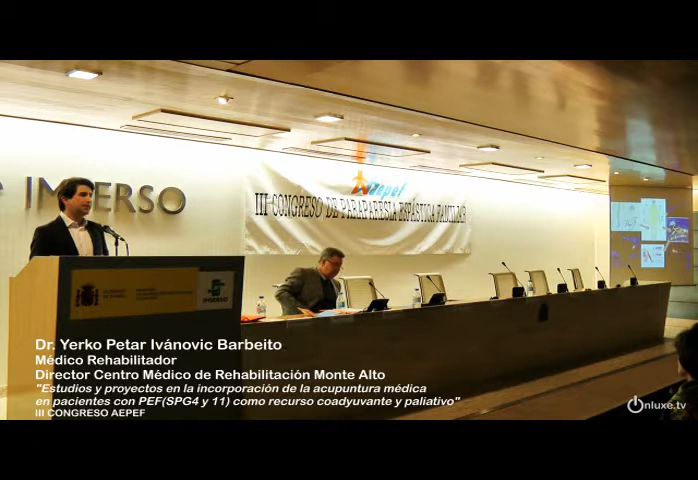 IMSERSO
aepef
III CONGRESO DE PARAPARESIA ESPÁSTICA FAMILIAR
IMSERSO
Dr. Yerko Petar Ivánovic Barbeito
Médico Rehabilitador
Director Centro Médico de Rehabilitación Monte Alto
"Estudios y proyectos en la incorporación de la acupuntura médica
en pacientes con PEF(SPG4 y 11) como recurso coadyuvante y paliativo"
III CONGRESO AEPEF
onluxe.tv